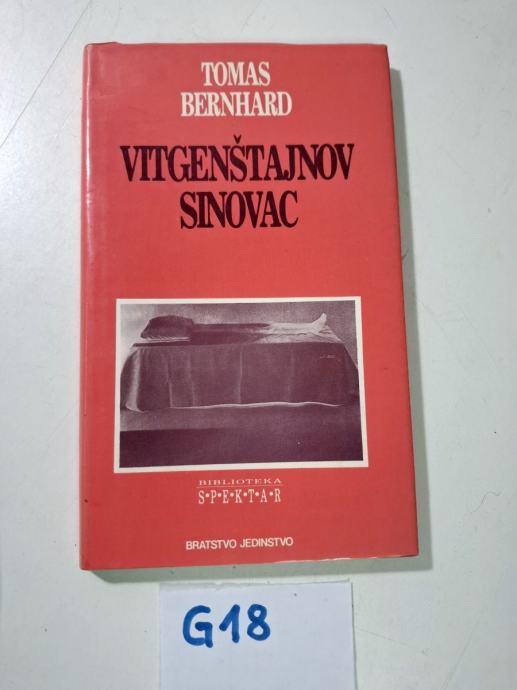 TOMAS
BERNHARD
VITGENŠTAJNOV
SINOVAC
BIBLIOTEKA
S•P•E•K•T•A•R
BRATSTVO JEDINSTVO
G18